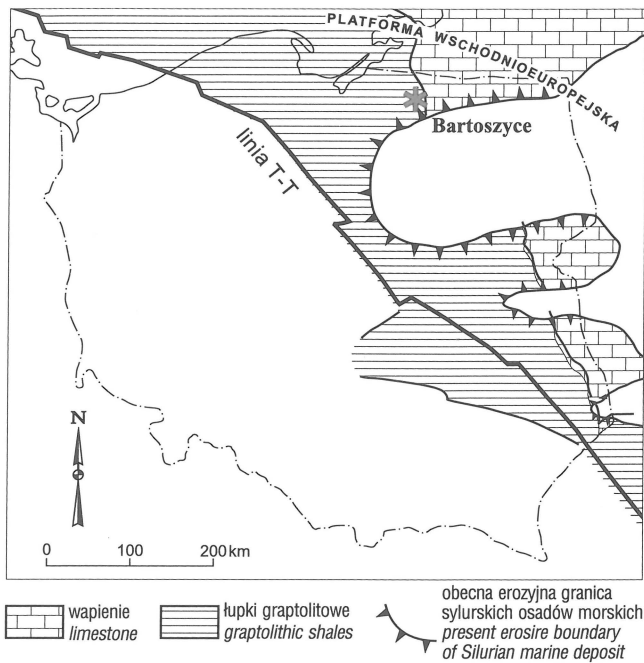 PLATFORMA WSCHODNIOEUROPEJSKA
Bartoszyce
linia T-T
N
0 100 200 km
wapienie
limestone
łupki graptolitowe
graptolithic shales
obecna erozyjna granica
sylurskich osadów morskich
present erosire boundary
of Silurian marine deposit